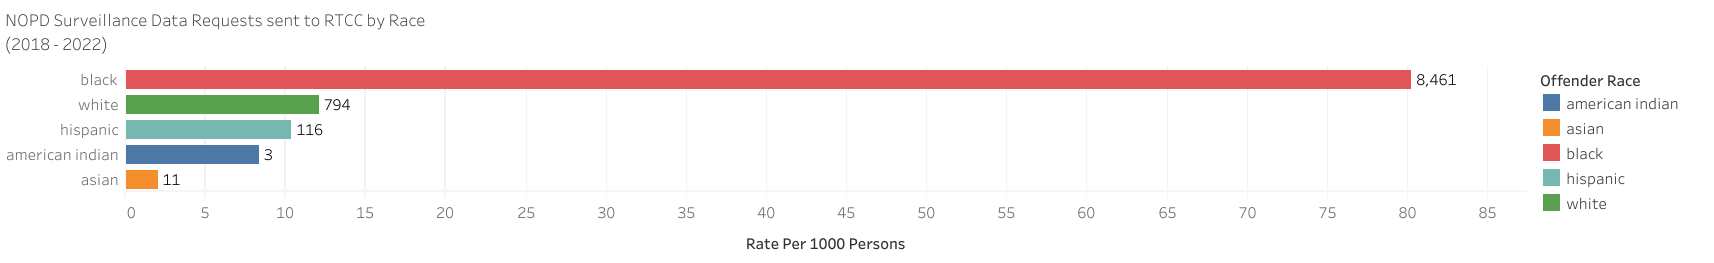 NOPD Surveillance Data Requests sent to RTCC by Race
(2018 - 2022)
black 8,461
white 794
hispanic 116
american indian 3
asian 11
0 5 10 15 20 25 30 35 40 45 50 55 60 65 70 75 80 85
Rate Per 1000 Persons
Offender Race
american indian
asian
black
hispanic
white